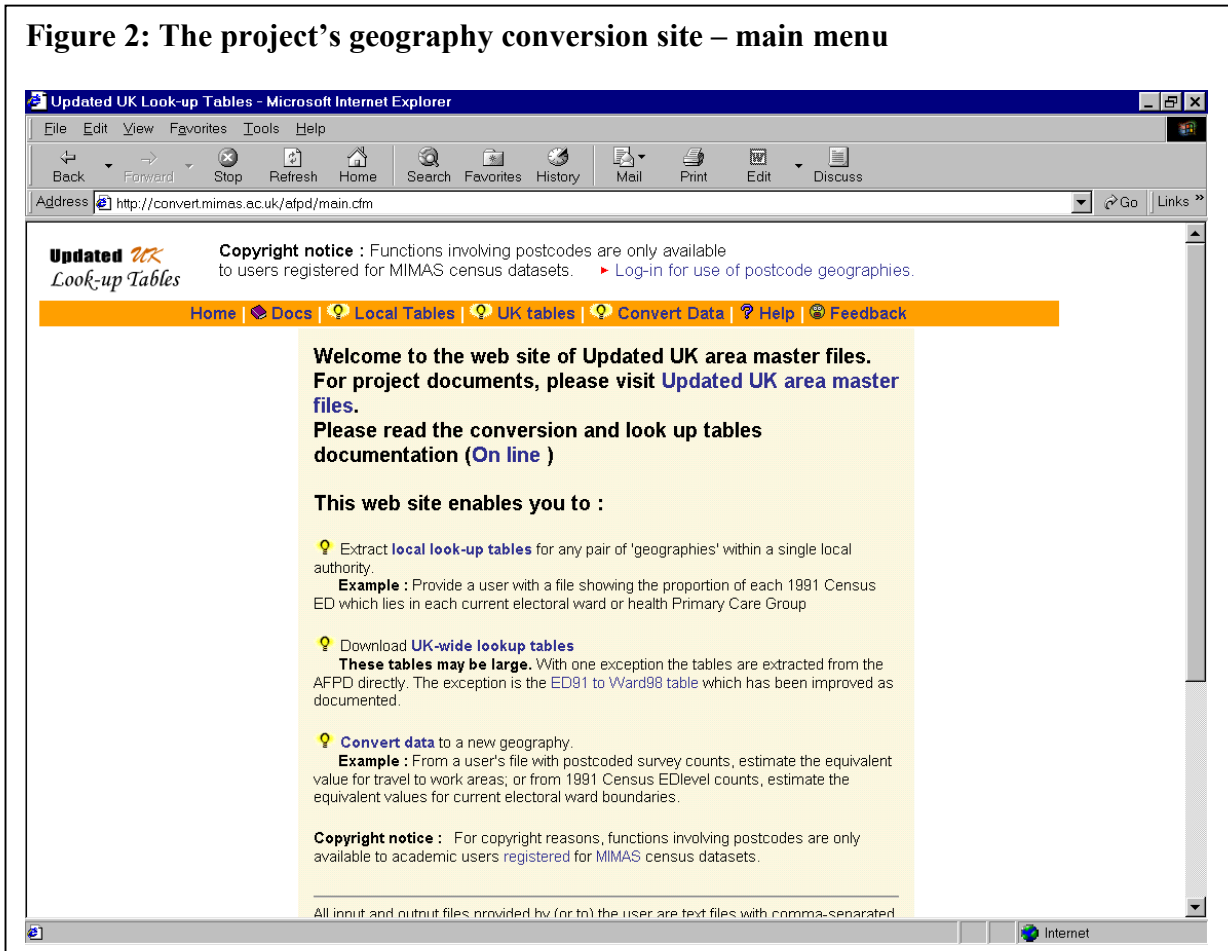 Figure 2: The project's geography conversion site – main menu
Updated UK Look-up Tables - Microsoft Internet Explorer
File Edit View Favorites Tools Help
Back Forward Stop Refresh Home Search Favorites History Mail Print Edit Discuss
Address http://convert.mimas.ac.uk/afpd/main.cfm Go Links »
Updated UK
Look-up Tables
Copyright notice : Functions involving postcodes are only available
to users registered for MIMAS census datasets. Log-in for use of postcode geographies.
Home | Docs | Local Tables | UK tables | Convert Data | Help | Feedback
Welcome to the web site of Updated UK area master files.
For project documents, please visit Updated UK area master
files.
Please read the conversion and look up tables
documentation (On line )
This web site enables you to :
Extract local look-up tables for any pair of 'geographies' within a single local
authority.
Example : Provide a user with a file showing the proportion of each 1991 Census
ED which lies in each current electoral ward or health Primary Care Group
Download UK-wide lookup tables
These tables may be large. With one exception the tables are extracted from the
AFPD directly. The exception is the ED91 to Ward98 table which has been improved as
documented.
Convert data to a new geography.
Example : From a user's file with postcoded survey counts, estimate the equivalent
value for travel to work areas; or from 1991 Census EDlevel counts, estimate the
equivalent values for current electoral ward boundaries.
Copyright notice : For copyright reasons, functions involving postcodes are only
available to academic users registered for MIMAS census datasets.
All input and output files provided by (or to) the user are text files with comma-separated
Internet